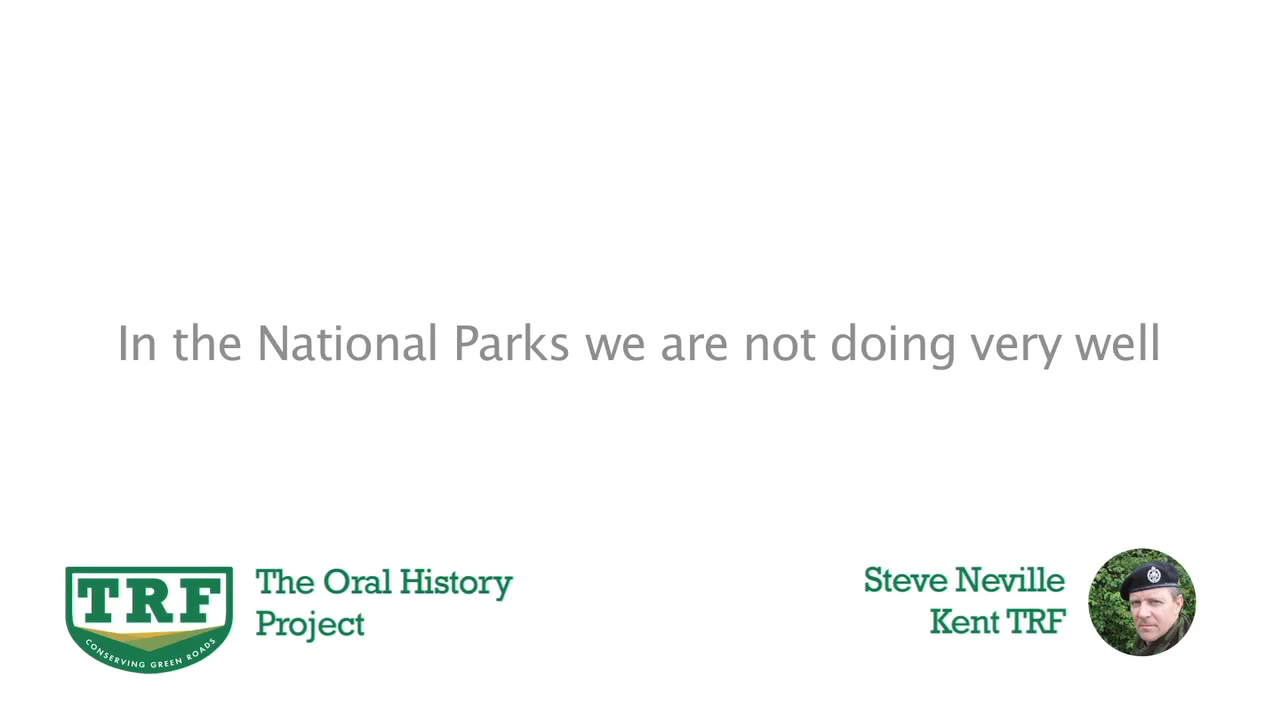 In the National Parks we are not doing very well
TRF
CONSERVING GREEN ROADS
The Oral History
Project
Steve Neville
Kent TRF